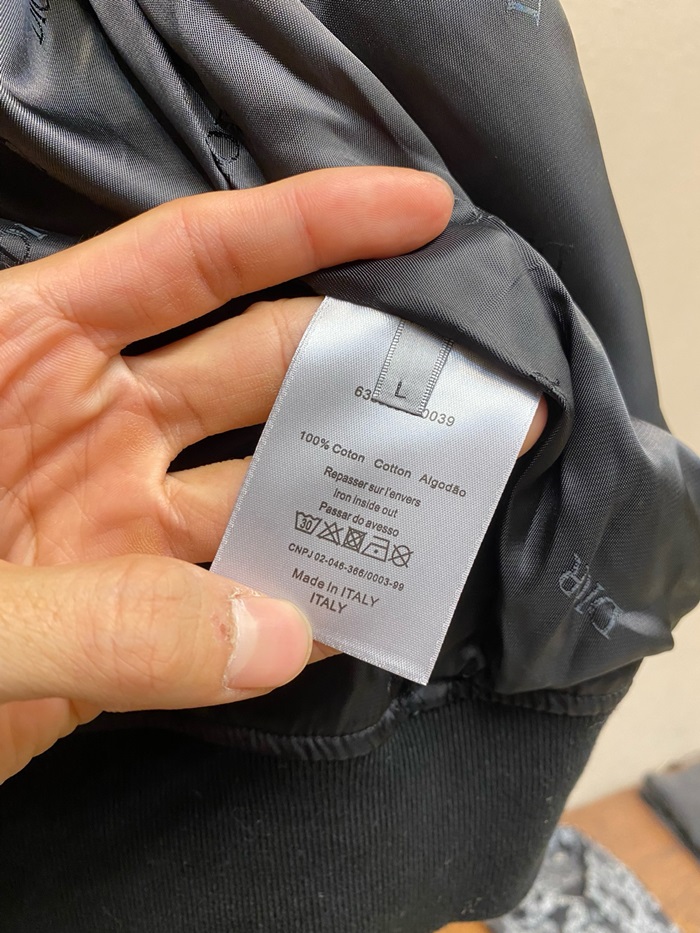 L
63
0039
100% Coton Cotton Algodão
Repasser sur l'envers
Iron inside out
Passar do avesso
30
CNPJ 02-046-366/0003-99
Made In ITALY
ITALY